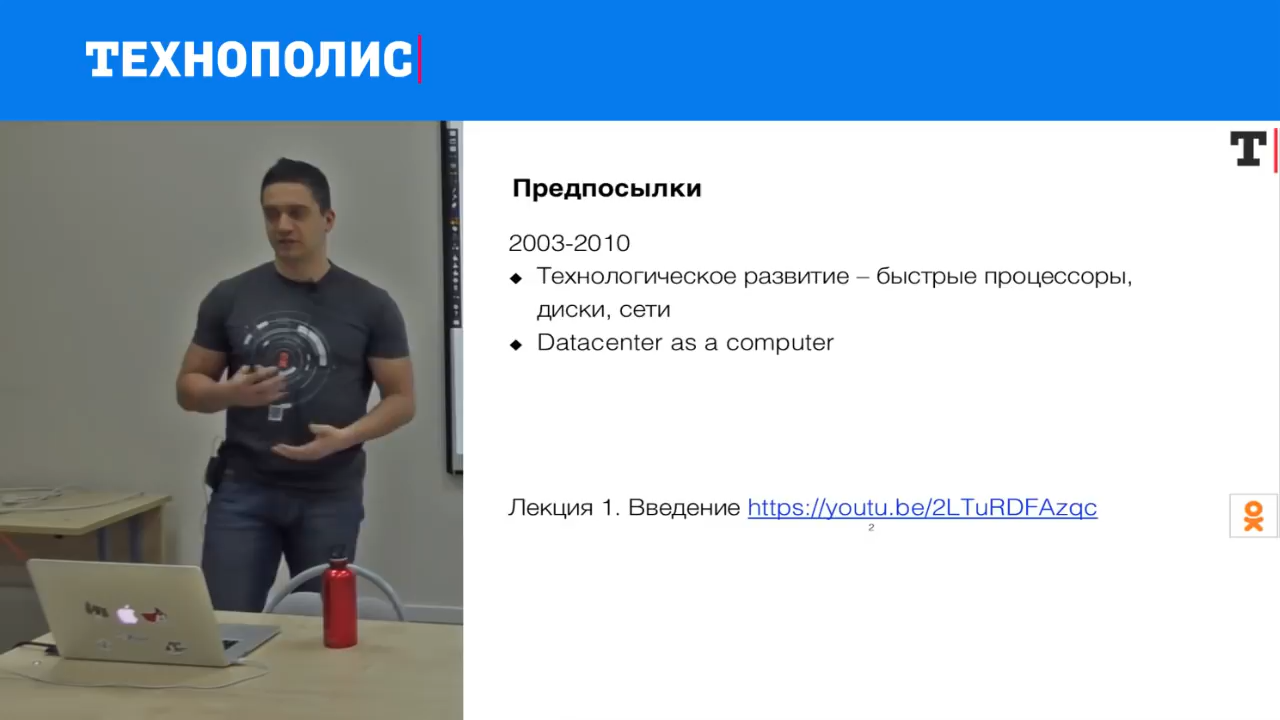 ТЕХНОПОЛИС
Т
Предпосылки
2003-2010
◆ Технологическое развитие – быстрые процессоры,
диски, сети
◆ Datacenter as a computer
Лекция 1. Введение https://youtu.be/2LTuRDFAzqc
2